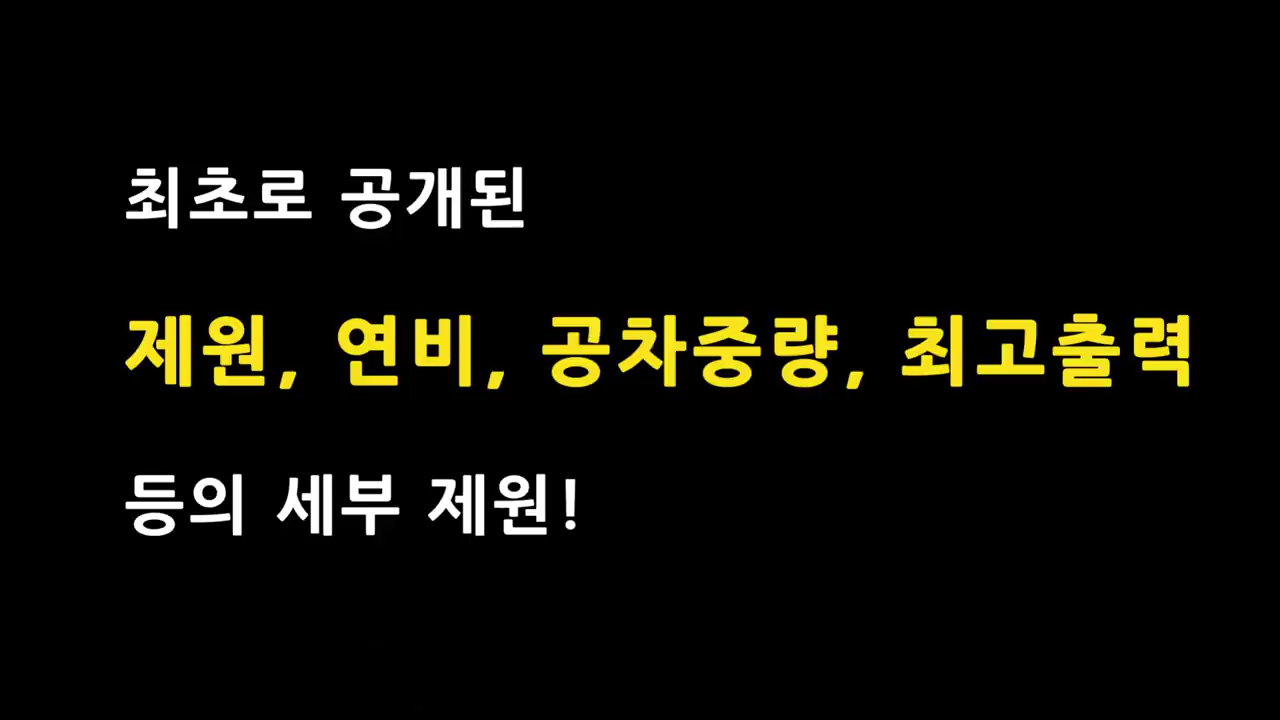 최초로 공개된
제원, 연비, 공차중량, 최고출력
등의 세부 제원!